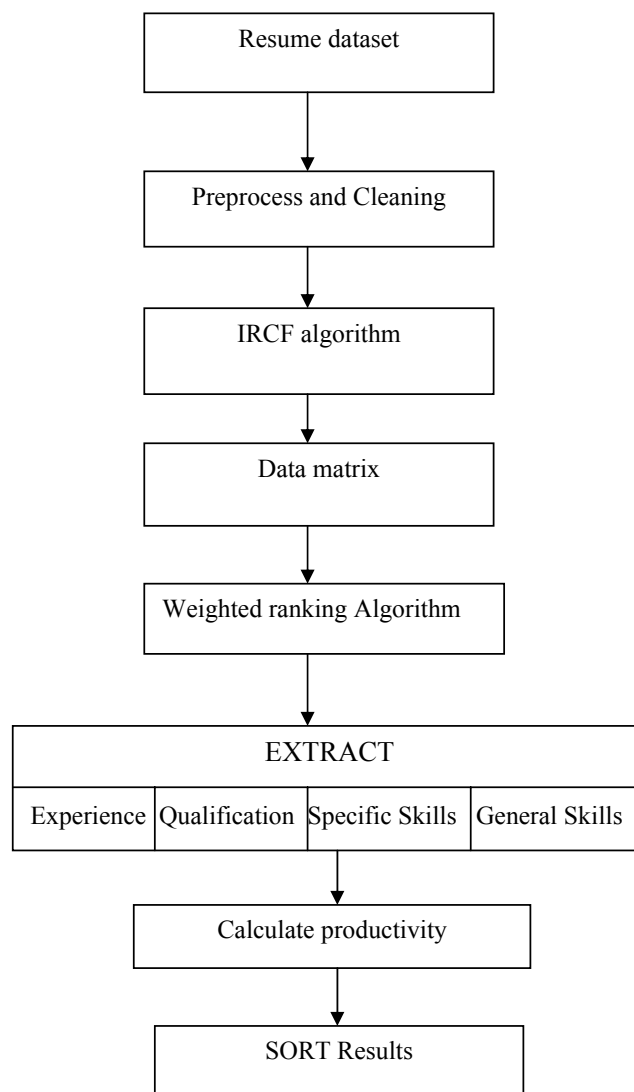 Resume dataset
Preprocess and Cleaning
IRCF algorithm
Data matrix
Weighted ranking Algorithm
EXTRACT
Experience Qualification Specific Skills General Skills
Calculate productivity
SORT Results